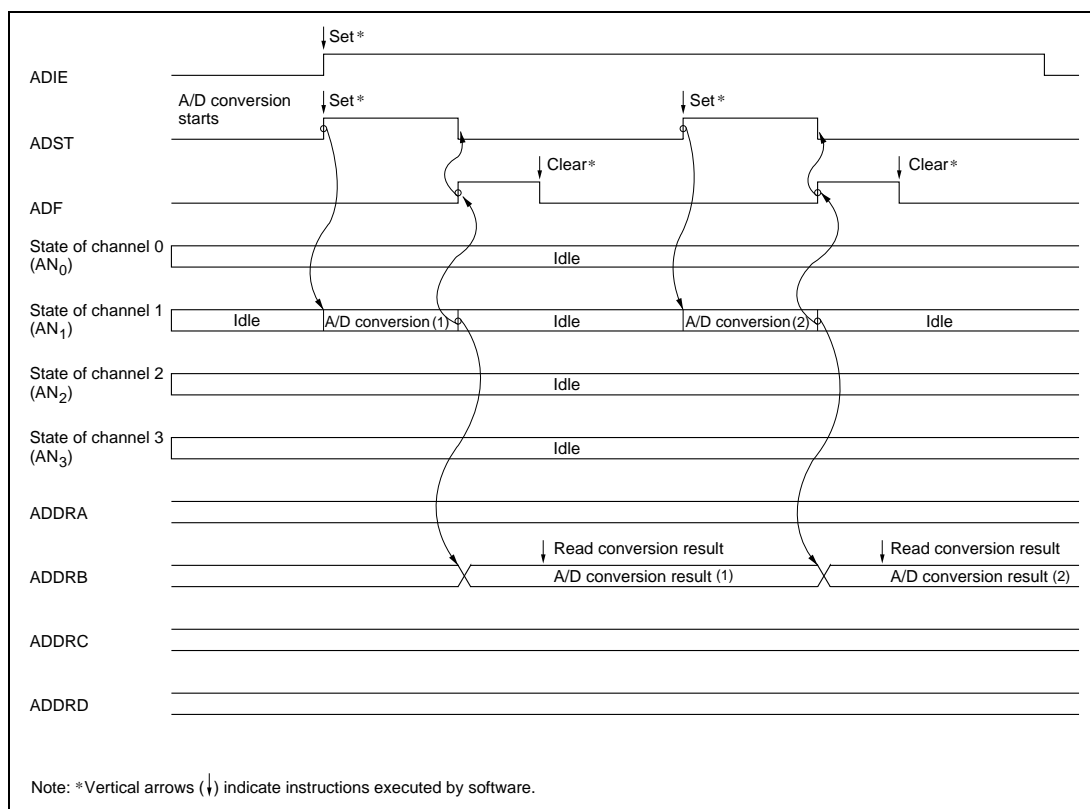 Set*
ADIE
A/D conversion
starts
Set*
Set*
ADST
Clear*
Clear*
ADF
State of channel 0
(AN0)
Idle
State of channel 1
(AN1)
Idle
A/D conversion (1)
Idle
A/D conversion (2)
Idle
State of channel 2
(AN2)
Idle
State of channel 3
(AN3)
Idle
ADDRA
Read conversion result
Read conversion result
ADDRB
A/D conversion result (1)
A/D conversion result (2)
ADDRC
ADDRD
Note: *Vertical arrows (↓) indicate instructions executed by software.